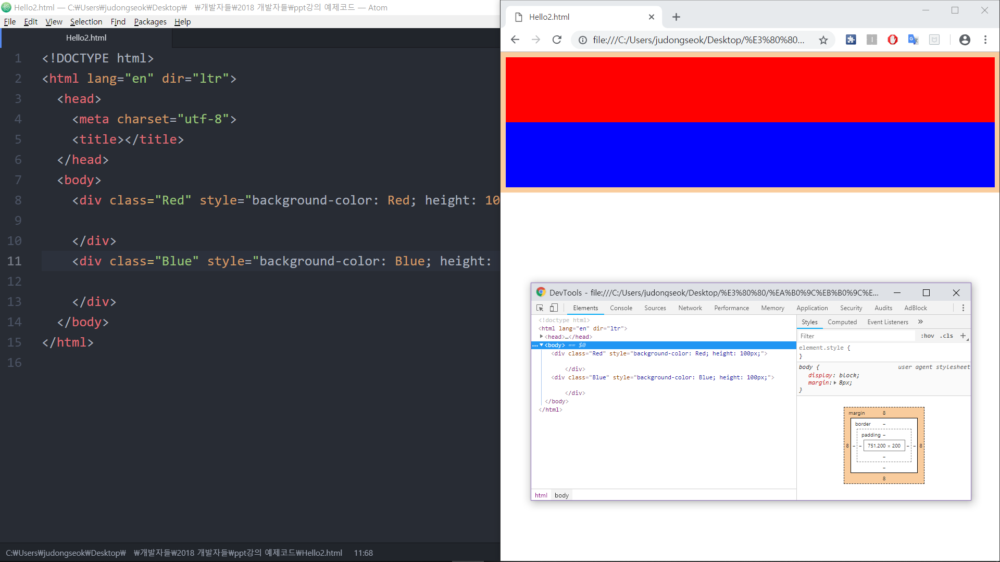 Hello2.html — C:₩Users₩judongseok₩Desktop₩　₩개발자들₩2018 개발자들₩ppt강의 예제코드 — Atom
File Edit View Selection Find Packages Help
Hello2.html
1 <!DOCTYPE html>
2 <html lang="en" dir="ltr">
3 <head>
4 <meta charset="utf-8">
5 <title></title>
6 </head>
7 <body>
8 <div class="Red" style="background-color: Red; height: 10
9
10 </div>
11 <div class="Blue" style="background-color: Blue; height:
12
13 </div>
14 </body>
15 </html>
16
C:₩Users₩judongseok₩Desktop₩　₩개발자들₩2018 개발자들₩ppt강의 예제코드₩Hello2.html 11:68
Hello2.html
file:///C:/Users/judongseok/Desktop/%E3%80%80...
DevTools - file:///C:/Users/judongseok/Desktop/%E3%80%80/%EA%B0%9C%EB%B0%9C%E...
Elements Console Sources Network Performance Memory Application Security Audits AdBlock
<!doctype html>
<html lang="en" dir="ltr">
<head>…</head>
… <body> == $0
<div class="Red" style="background-color: Red; height: 100px;">
</div>
<div class="Blue" style="background-color: Blue; height: 100px;">
</div>
</body>
</html>
html body
Styles Computed Event Listeners »
Filter :hov .cls +
element.style {
}
body { user agent stylesheet
display: block;
margin: 8px;
}
margin 8
border –
padding –
8 – – 751.200 × 200 – – 8
–
–
8